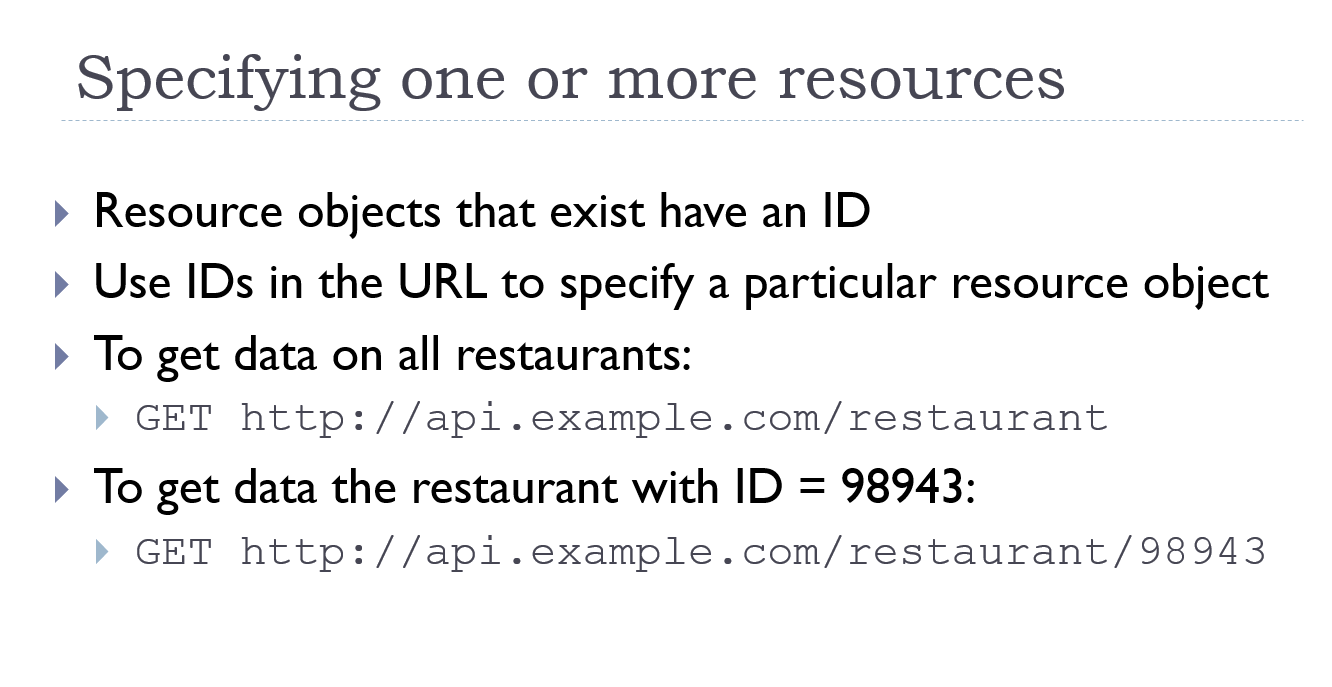 Specifying one or more resources
Resource objects that exist have an ID
Use IDs in the URL to specify a particular resource object
To get data on all restaurants:
GET http://api.example.com/restaurant
To get data the restaurant with ID = 98943:
GET http://api.example.com/restaurant/98943